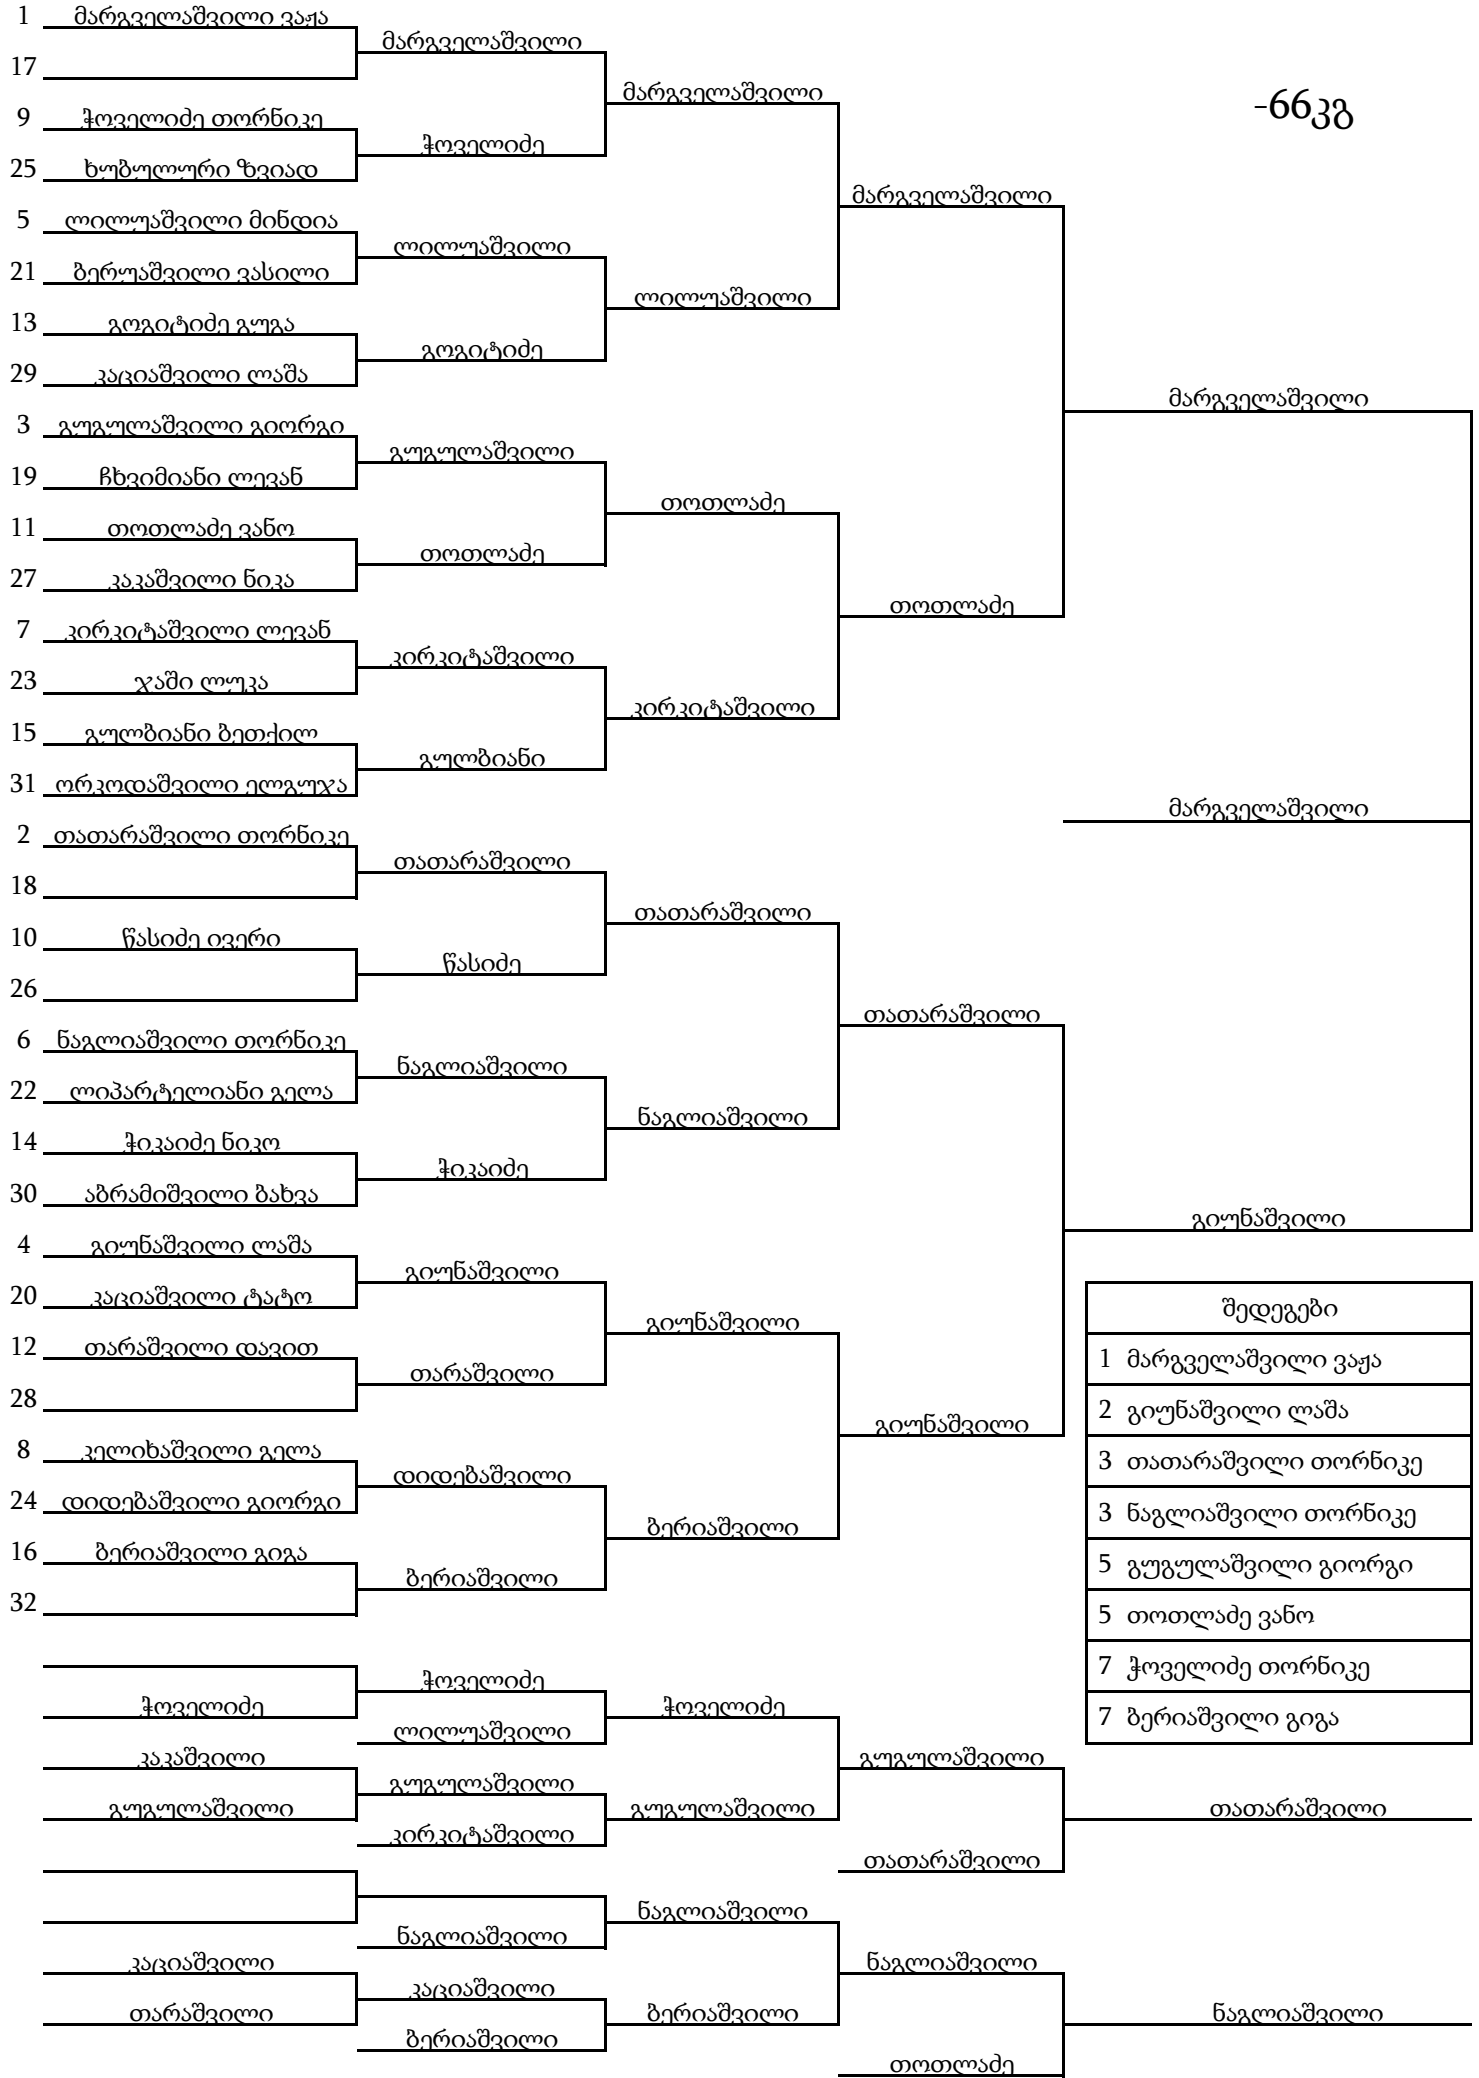 -66კგ
1 მარგველაშვილი ვაჟა
მარგველაშვილი
17
მარგველაშვილი
9 ჭოველიძე თორნიკე
ჭოველიძე
25 ხუბულური ზვიად
მარგველაშვილი
5 ლილუაშვილი მინდია
ლილუაშვილი
21 ბერუაშვილი ვასილი
ლილუაშვილი
13 გოგიტიძე გუგა
გოგიტიძე
29 კაციაშვილი ლაშა
მარგველაშვილი
3 გუგულაშვილი გიორგი
გუგულაშვილი
19 ჩხვიმიანი ლევან
თოთლაძე
11 თოთლაძე ვანო
თოთლაძე
27 კაკაშვილი ნიკა
თოთლაძე
7 კირკიტაშვილი ლევან
კირკიტაშვილი
23 ჯაში ლუკა
კირკიტაშვილი
15 გულბიანი ბეთქილ
გულბიანი
31 ორკოდაშვილი ელგუჯა
მარგველაშვილი
2 თათარაშვილი თორნიკე
თათარაშვილი
18
თათარაშვილი
10 წასიძე ივერი
წასიძე
26
თათარაშვილი
6 ნაგლიაშვილი თორნიკე
ნაგლიაშვილი
22 ლიპარტელიანი გელა
ნაგლიაშვილი
14 ჭიკაიძე ნიკო
ჭიკაიძე
30 აბრამიშვილი ბახვა
გიუნაშვილი
4 გიუნაშვილი ლაშა
გიუნაშვილი
20 კაციაშვილი ტატო
გიუნაშვილი
12 თარაშვილი დავით
თარაშვილი
28
გიუნაშვილი
8 კელიხაშვილი გელა
დიდებაშვილი
24 დიდებაშვილი გიორგი
ბერიაშვილი
16 ბერიაშვილი გიგა
ბერიაშვილი
32
შედეგები
1 მარგველაშვილი ვაჟა
2 გიუნაშვილი ლაშა
3 თათარაშვილი თორნიკე
3 ნაგლიაშვილი თორნიკე
5 გუგულაშვილი გიორგი
5 თოთლაძე ვანო
7 ჭოველიძე თორნიკე
7 ბერიაშვილი გიგა
ჭოველიძე
ჭოველიძე
ჭოველიძე
ლილუაშვილი
კაკაშვილი
გუგულაშვილი
გუგულაშვილი
გუგულაშვილი
გუგულაშვილი
თათარაშვილი
კირკიტაშვილი
თათარაშვილი
ნაგლიაშვილი
ნაგლიაშვილი
კაციაშვილი
ნაგლიაშვილი
კაციაშვილი
თარაშვილი
ბერიაშვილი
ნაგლიაშვილი
ბერიაშვილი
თოთლაძე